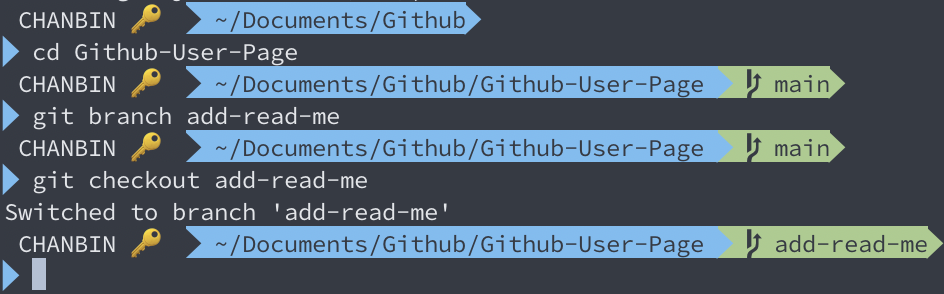 CHANBIN 🔑 ~/Documents/Github
cd Github-User-Page
CHANBIN 🔑 ~/Documents/Github/Github-User-Page main
git branch add-read-me
CHANBIN 🔑 ~/Documents/Github/Github-User-Page main
git checkout add-read-me
Switched to branch 'add-read-me'
CHANBIN 🔑 ~/Documents/Github/Github-User-Page add-read-me